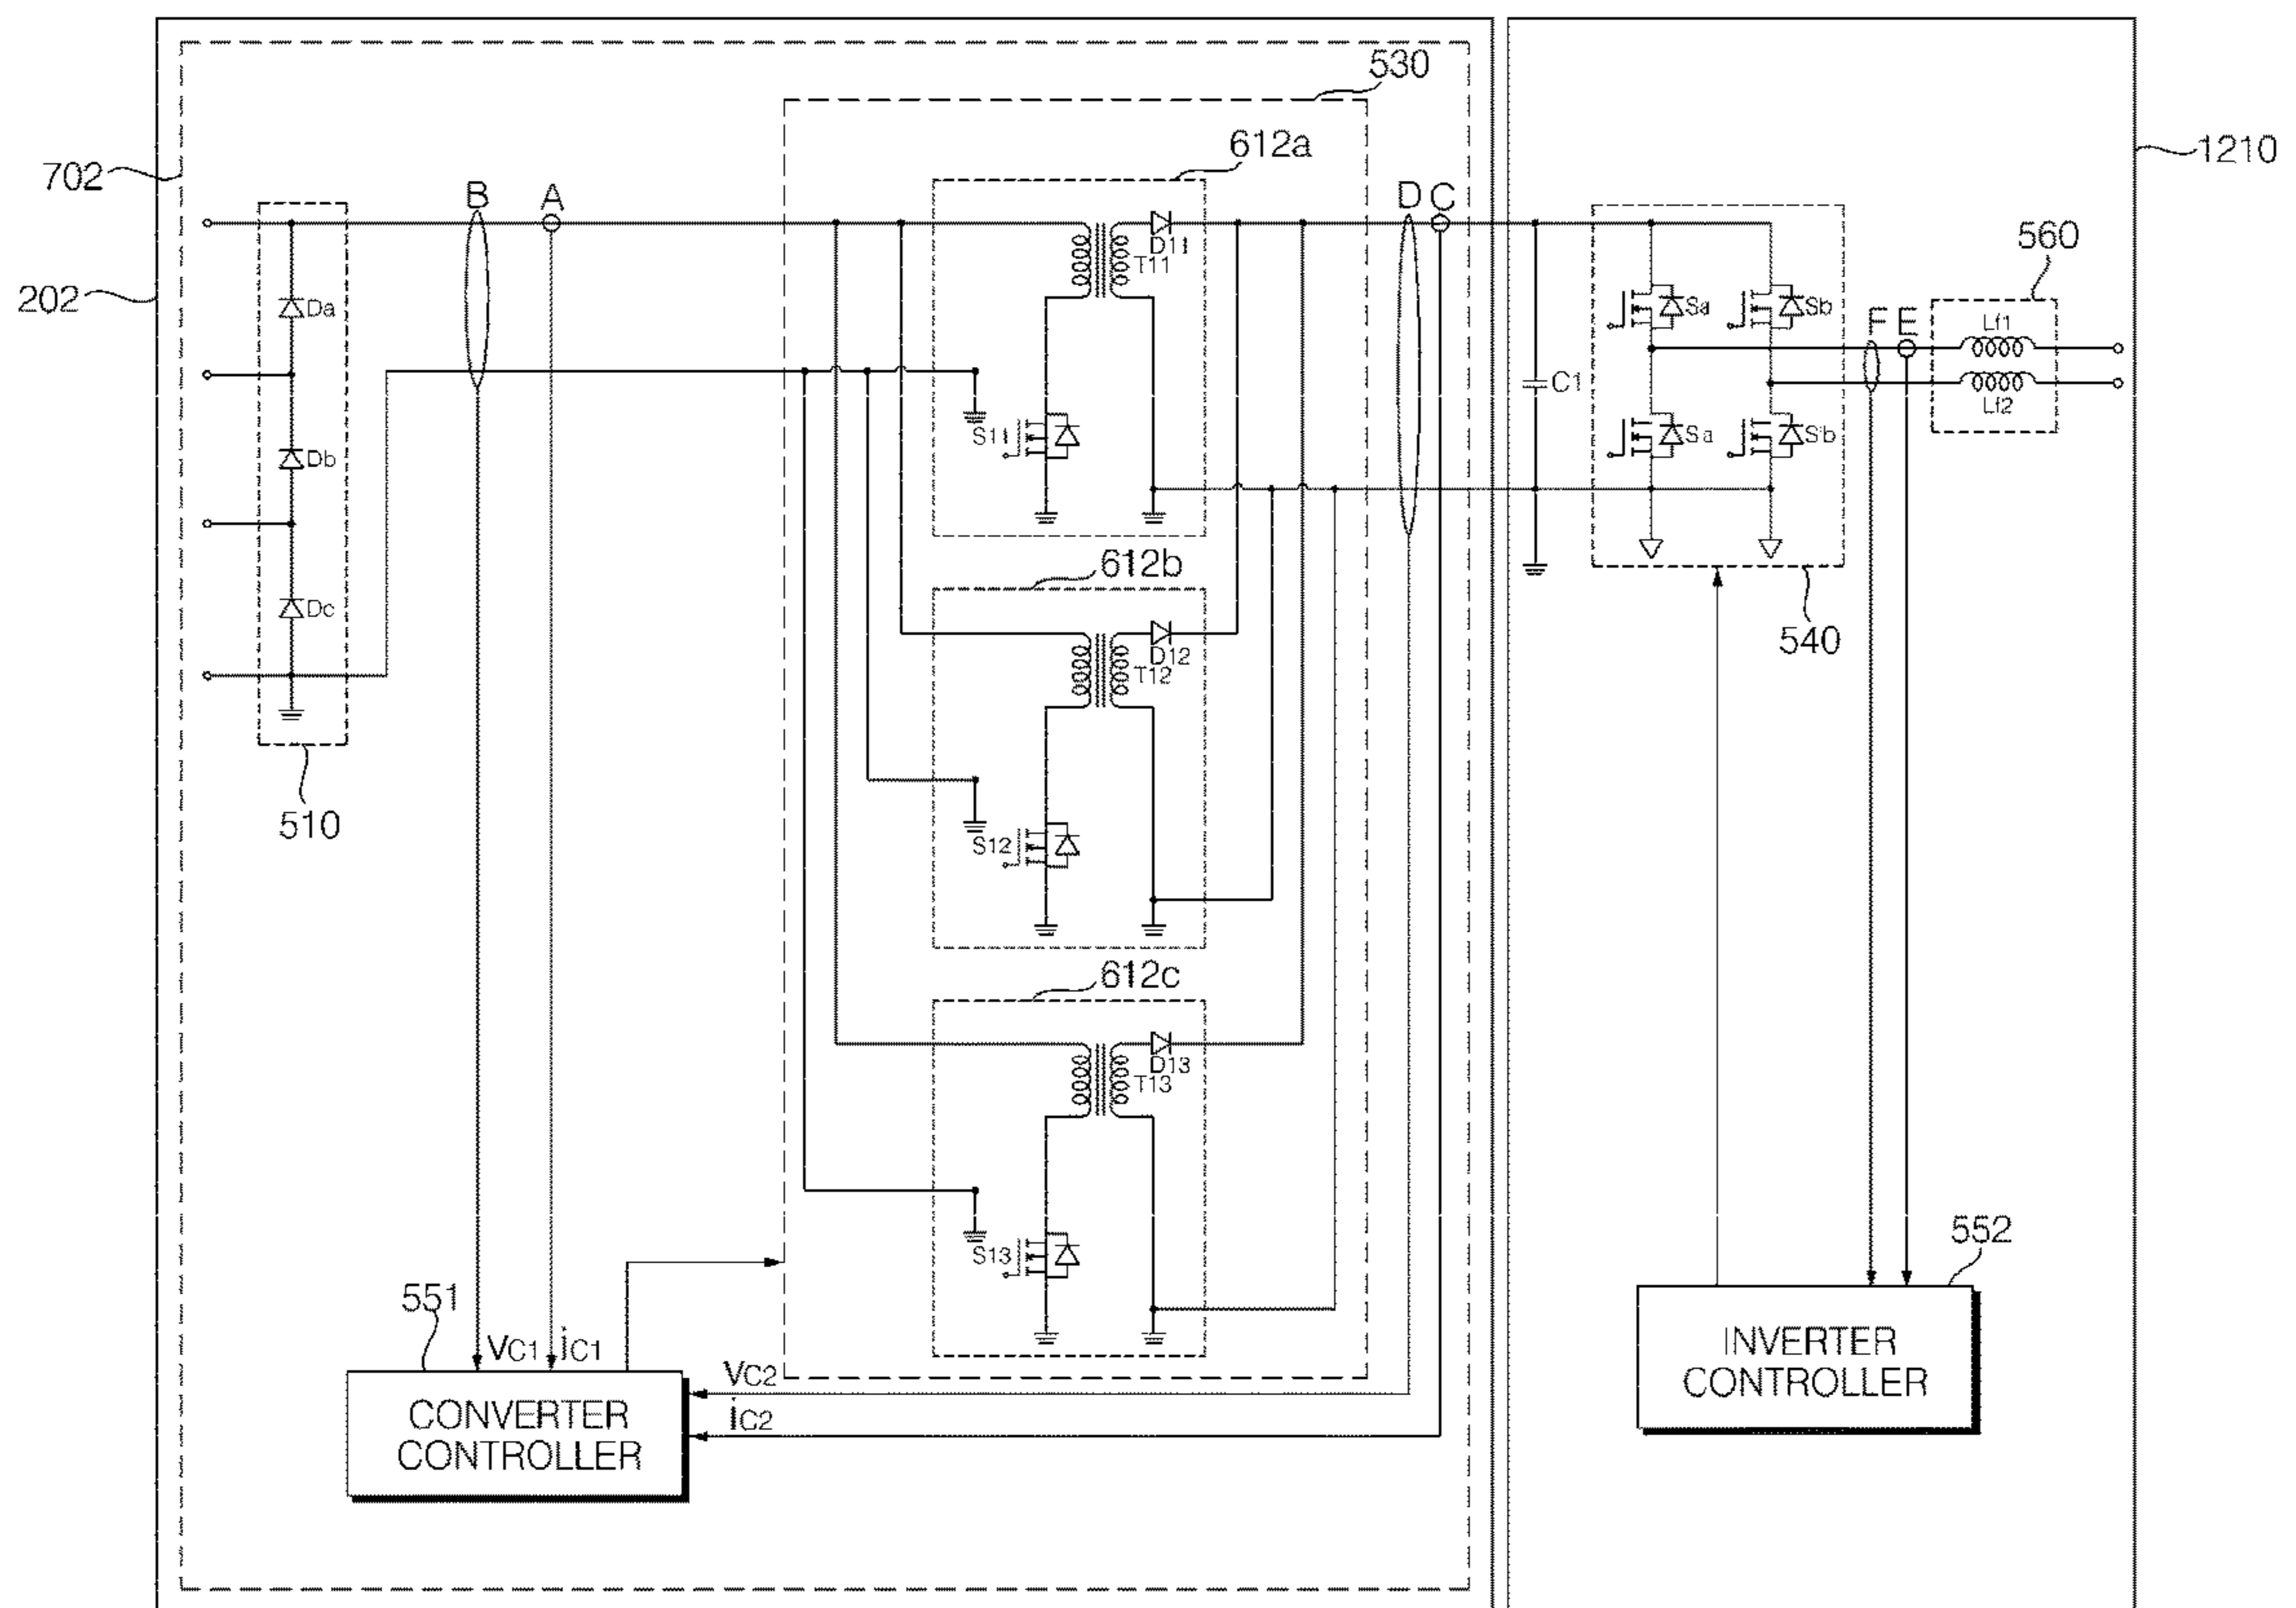 530
612a
702
B
A
D
C
1210
D11
T11
560
202
Da
Sa
Sb
F
E
Lf1
C1
Lf2
S11
Db
S'a
S'b
612b
Dc
540
D12
T12
510
S12
612c
D13
T13
S13
552
551
VC1
iC1
INVERTER
CONTROLLER
VC2
CONVERTER
CONTROLLER
iC2